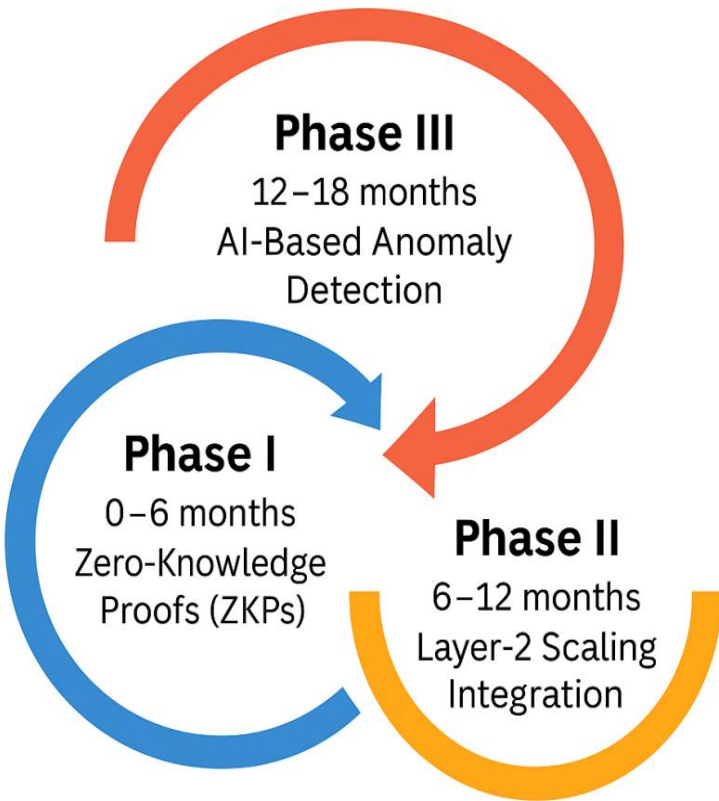 Phase III
12–18 months
AI-Based Anomaly
Detection
Phase I
0–6 months
Zero-Knowledge
Proofs (ZKPs)
Phase II
6–12 months
Layer-2 Scaling
Integration